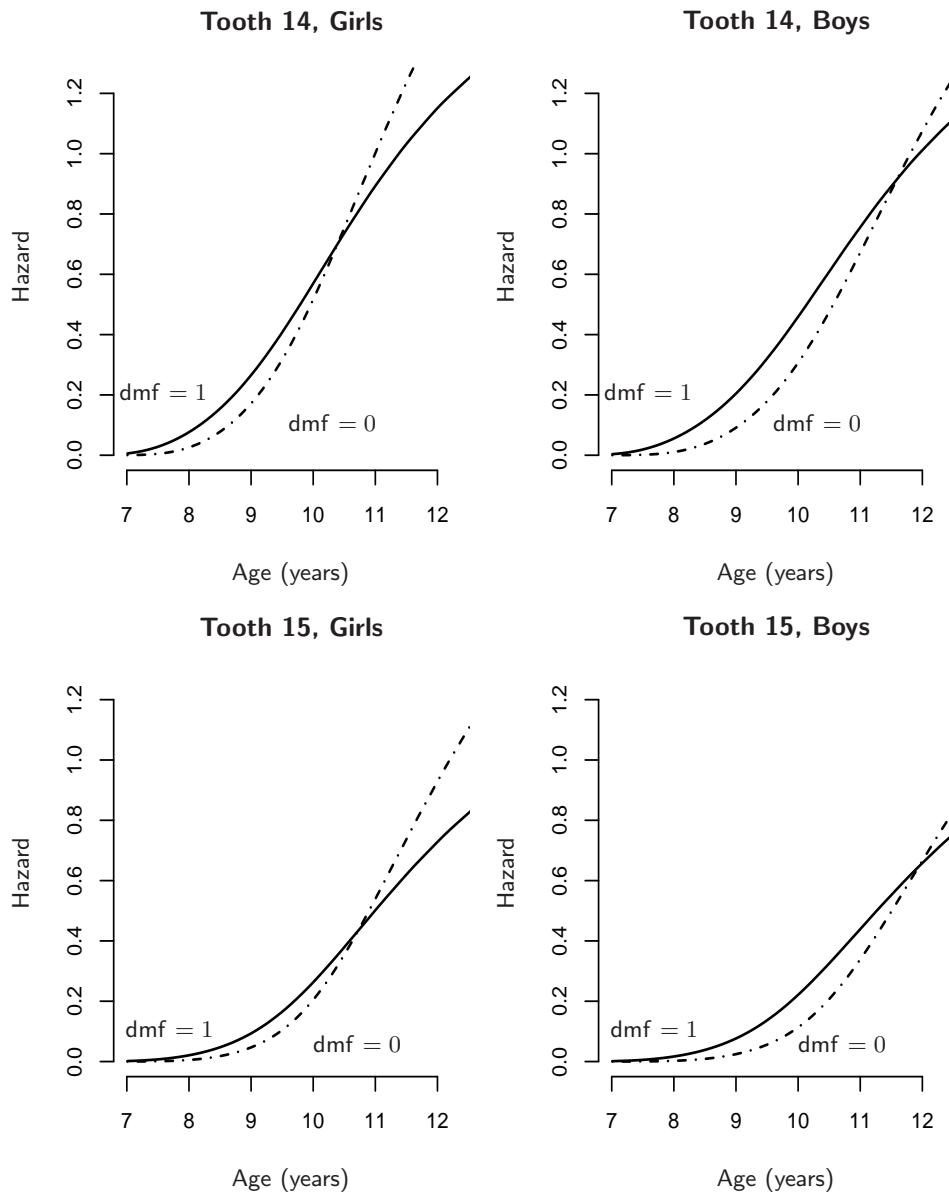 Tooth 14, Girls
Hazard
0.0 0.2 0.4 0.6 0.8 1.0 1.2
dmf = 1
dmf = 0
7 8 9 10 11 12
Age (years)
Tooth 14, Boys
Hazard
0.0 0.2 0.4 0.6 0.8 1.0 1.2
dmf = 1
dmf = 0
7 8 9 10 11 12
Age (years)
Tooth 15, Girls
Hazard
0.0 0.2 0.4 0.6 0.8 1.0 1.2
dmf = 1
dmf = 0
7 8 9 10 11 12
Age (years)
Tooth 15, Boys
Hazard
0.0 0.2 0.4 0.6 0.8 1.0 1.2
dmf = 1
dmf = 0
7 8 9 10 11 12
Age (years)